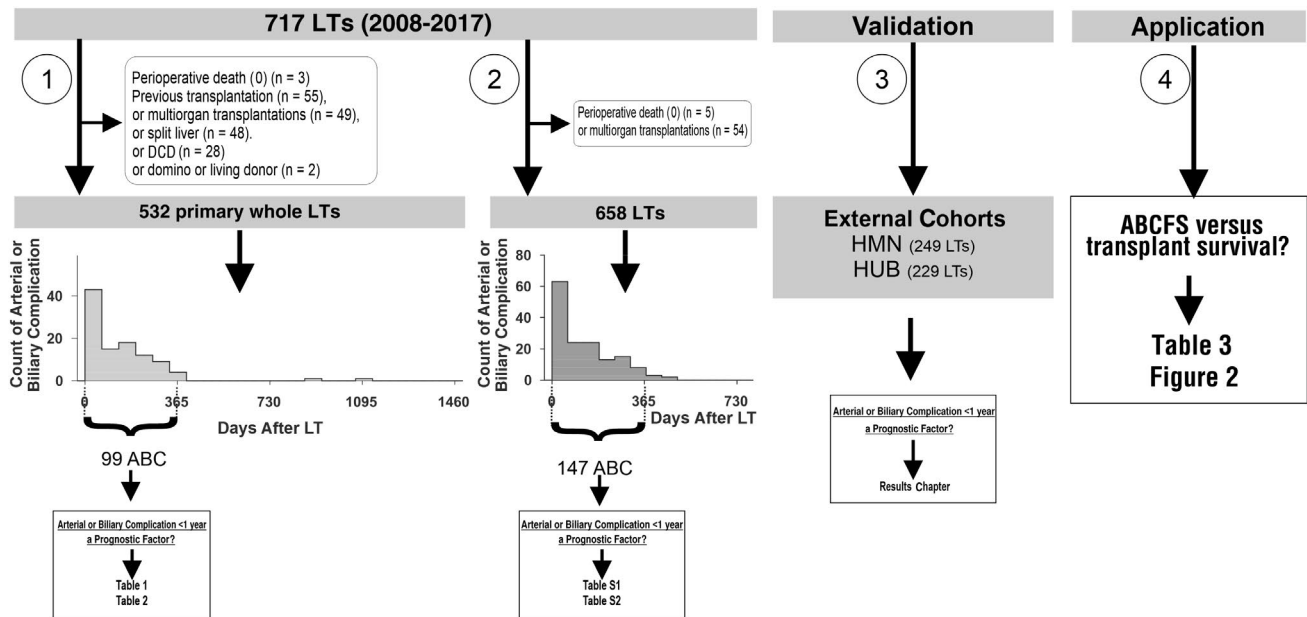 717 LTs (2008-2017)
1
Perioperative death (0) (n = 3)
Previous transplantation (n = 55),
or multiorgan transplantations (n = 49),
or split liver (n = 48).
or DCD (n = 28)
or domino or living donor (n = 2)
532 primary whole LTs
Count of Arterial or
Biliary Complication
40
20
0
0
365
730
1095
1460
Days After LT
99 ABC
Arterial or Biliary Complication <1 year
a Prognostic Factor?
Table 1
Table 2
2
Perioperative death (0) (n = 5)
or multiorgan transplantations (n = 54)
658 LTs
Count of Arterial or
Biliary Complication
80
60
40
20
0
0
365
730
Days After LT
147 ABC
Arterial or Biliary Complication <1 year
a Prognostic Factor?
Table S1
Table S2
Validation
3
External Cohorts
HMN (249 LTs)
HUB (229 LTs)
Arterial or Biliary Complication <1 year
a Prognostic Factor?
Results Chapter
Application
4
ABCFS versus
transplant survival?
Table 3
Figure 2